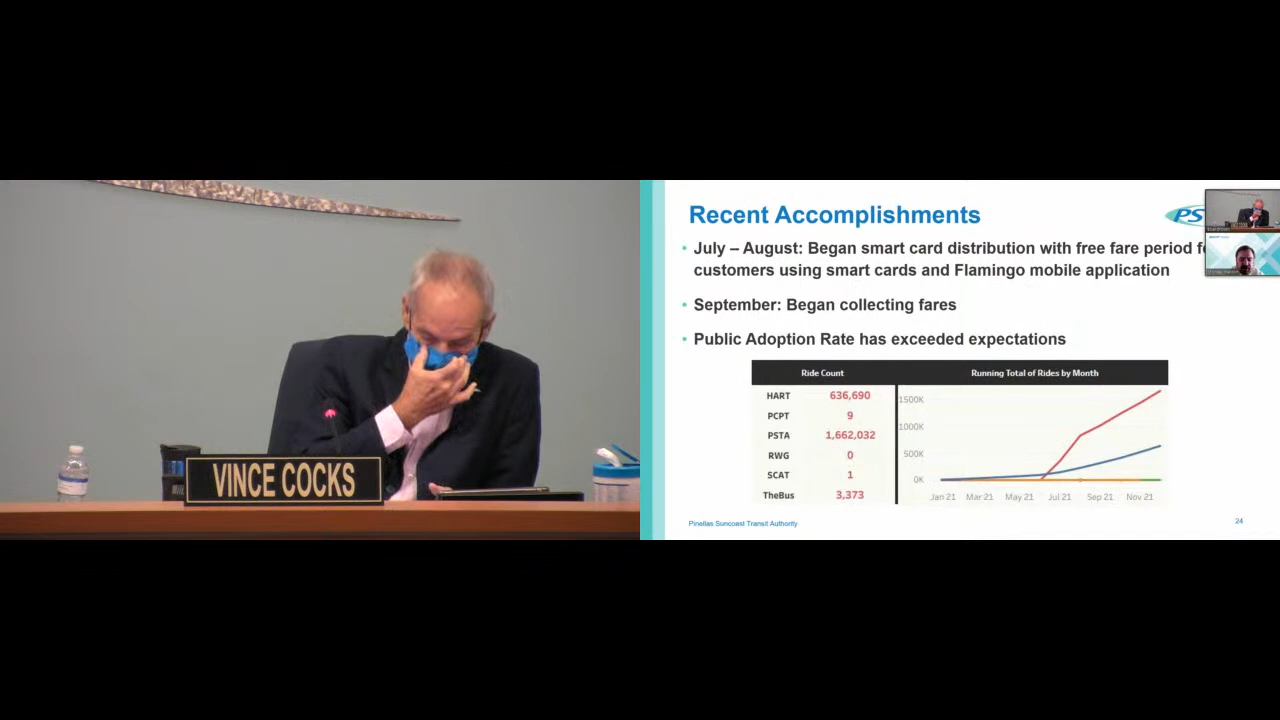 VINCE COCKS
Recent Accomplishments
PS
• July – August: Began smart card distribution with free fare period f
customers using smart cards and Flamingo mobile application
• September: Began collecting fares
• Public Adoption Rate has exceeded expectations
Ride Count
HART 636,690
PCPT 9
PSTA 1,662,032
RWG 0
SCAT 1
TheBus 3,373
Running Total of Rides by Month
1500K
1000K
500K
0K
Jan 21 Mar 21 May 21 Jul 21 Sep 21 Nov 21
Pinellas Suncoast Transit Authority
24